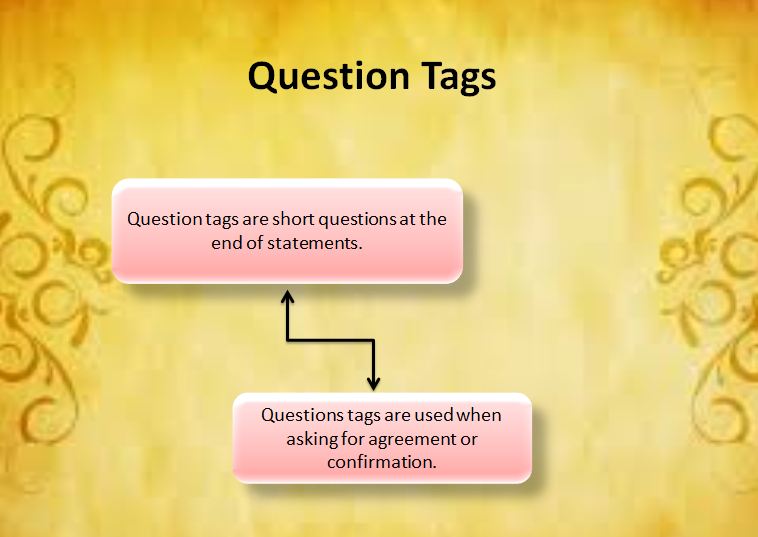 Question Tags
Question tags are short questions at the
end of statements.
Questions tags are used when
asking for agreement or
confirmation.